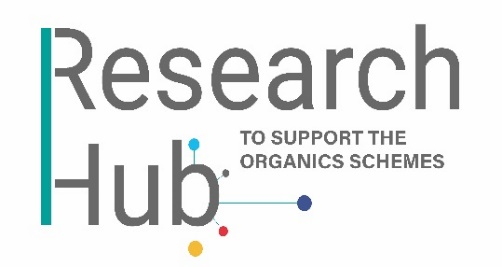 Research
Hub
TO SUPPORT THE
ORGANICS SCHEMES